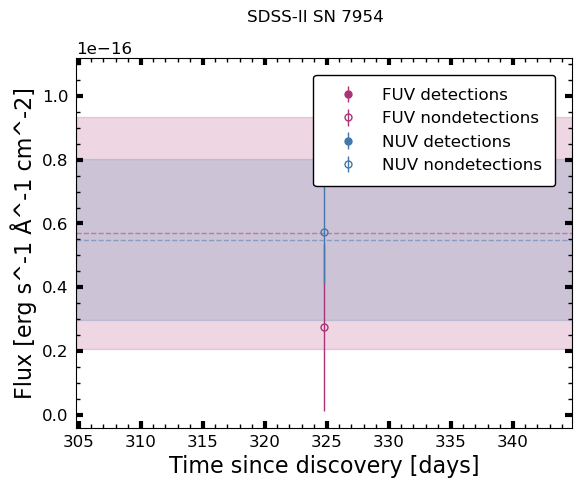 SDSS-II SN 7954
1e−16
FUV detections
FUV nondetections
NUV detections
NUV nondetections
1.0
0.8
0.6
0.4
0.2
0.0
Flux [erg s^-1 Å^-1 cm^-2]
305 310 315 320 325 330 335 340
Time since discovery [days]